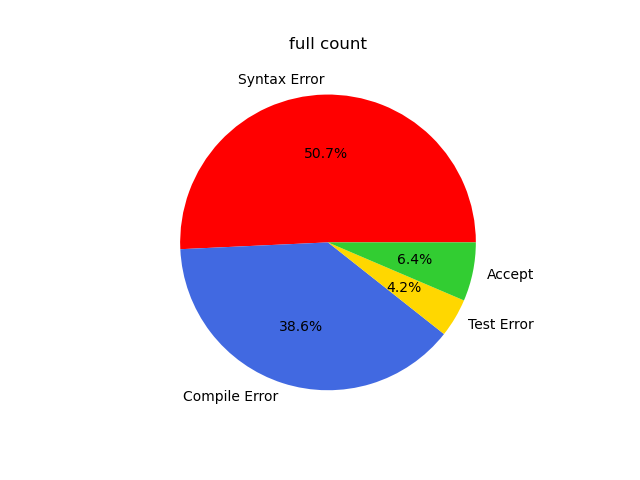 full count
Syntax Error
50.7%
6.4%
Accept
4.2%
Test Error
38.6%
Compile Error